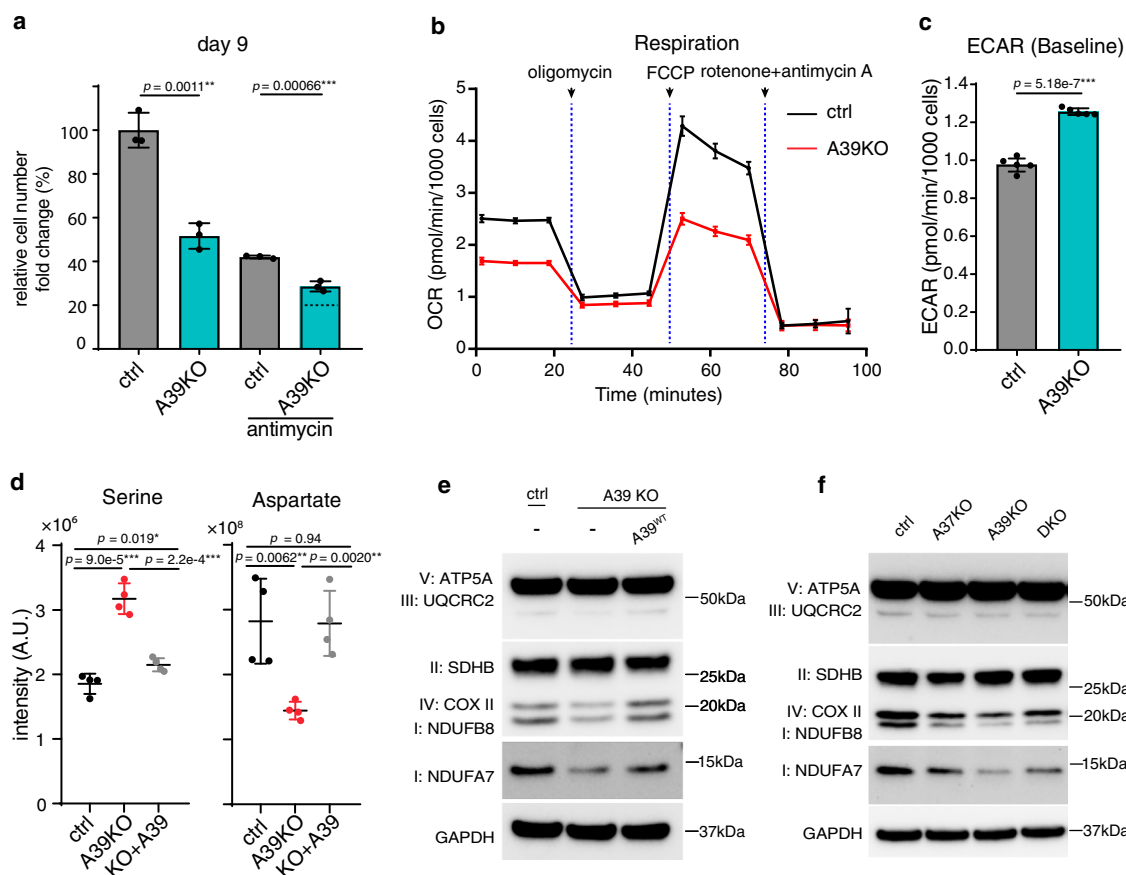 a
day 9
p = 0.0011**
p = 0.00066***
relative cell number
fold change (%)
100
80
60
40
20
0
ctrl
A39KO
ctrl
A39KO
antimycin
b
Respiration
oligomycin
FCCP
rotenone+antimycin A
ctrl
A39KO
OCR (pmol/min/1000 cells)
5
4
3
2
1
0
0
20
40
60
80
100
Time (minutes)
c
ECAR (Baseline)
p = 5.18e-7***
ECAR (pmol/min/1000 cells)
1.4
1.2
1.0
0.8
0.6
0.4
0.2
0
ctrl
A39KO
d
Serine
×10⁶
p = 0.019*
p = 9.0e-5***
p = 2.2e-4***
intensity (A.U.)
4
3
2
1
0
ctrl
A39KO
KO+A39
Aspartate
×10⁸
p = 0.94
p = 0.0062**
p = 0.0020**
ctrl
A39KO
KO+A39
e
ctrl
A39 KO
-
-
A39ᵂᵀ
V: ATP5A
III: UQCRC2
50kDa
II: SDHB
25kDa
IV: COX II
20kDa
I: NDUFB8
I: NDUFA7
15kDa
GAPDH
37kDa
f
ctrl
A37KO
A39KO
DKO
V: ATP5A
III: UQCRC2
50kDa
II: SDHB
25kDa
IV: COX II
20kDa
I: NDUFB8
I: NDUFA7
15kDa
GAPDH
37kDa